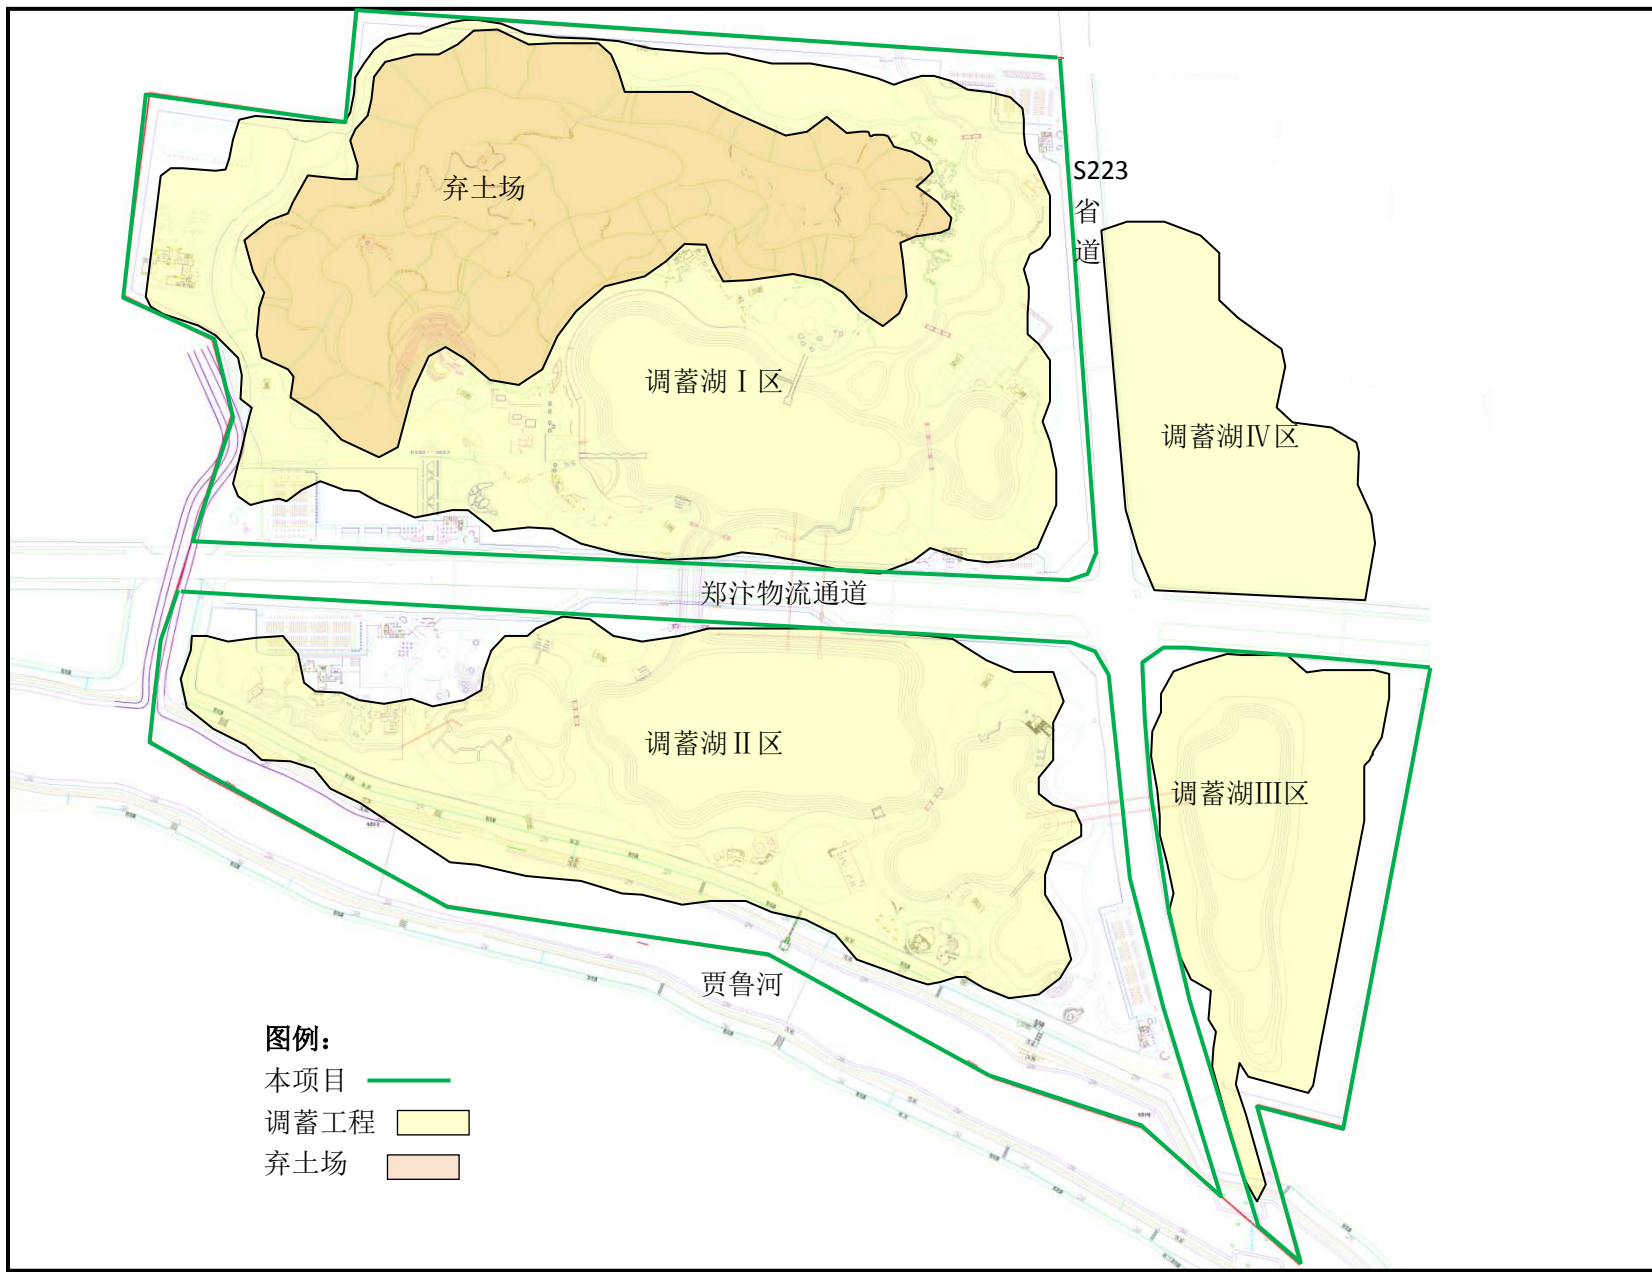 弃土场
S223
省
道
调蓄湖Ⅰ区
调蓄湖Ⅳ区
郑汴物流通道
调蓄湖Ⅱ区
调蓄湖Ⅲ区
贾鲁河
图例：
本项目
调蓄工程
弃土场